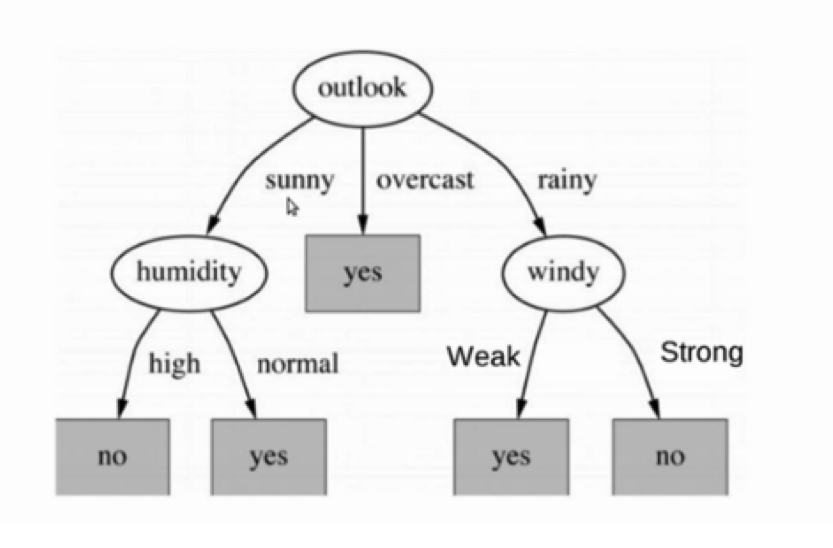 outlook
sunny overcast rainy
humidity yes windy
high normal Weak Strong
no yes yes no